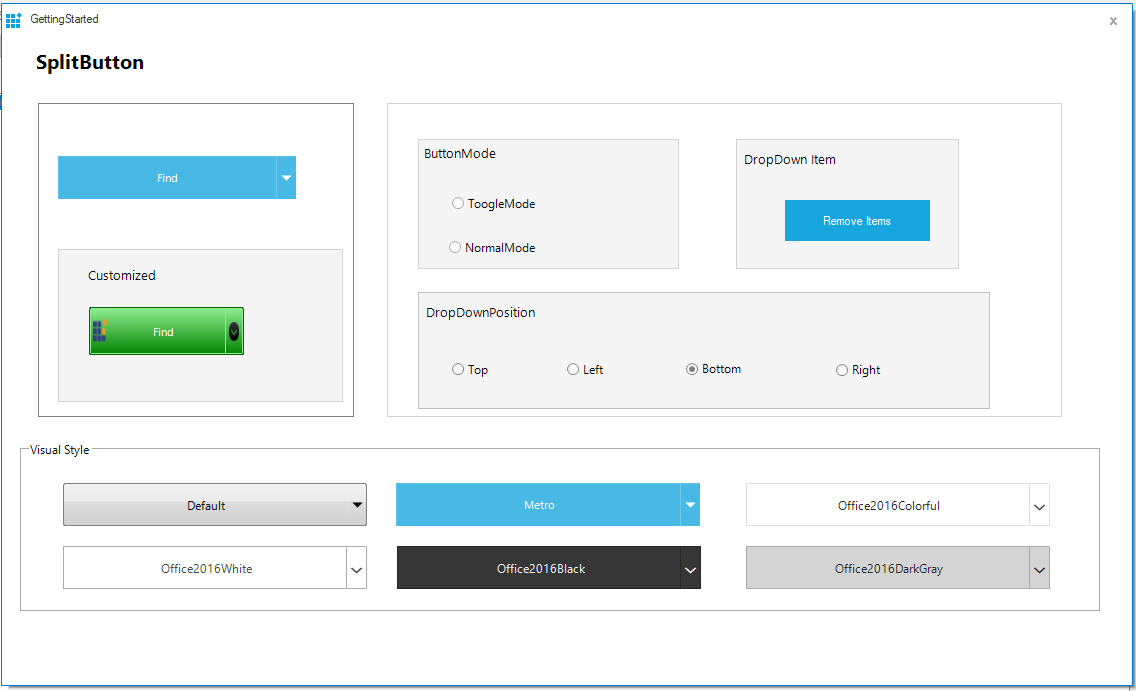 GettingStarted
x
SplitButton
Find
Customized
Find
ButtonMode
ToogleMode
NormalMode
DropDown Item
Remove Items
DropDownPosition
Top
Left
Bottom
Right
Visual Style
Default
Metro
Office2016Colorful
Office2016White
Office2016Black
Office2016DarkGray